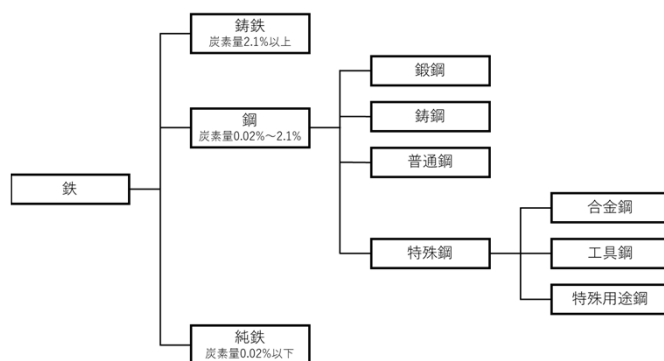 鋳鉄
炭素量2.1%以上
鍛鋼
鋼
炭素量0.02%～2.1%
鋳鋼
普通鋼
鉄
合金鋼
特殊鋼
工具鋼
特殊用途鋼
純鉄
炭素量0.02%以下